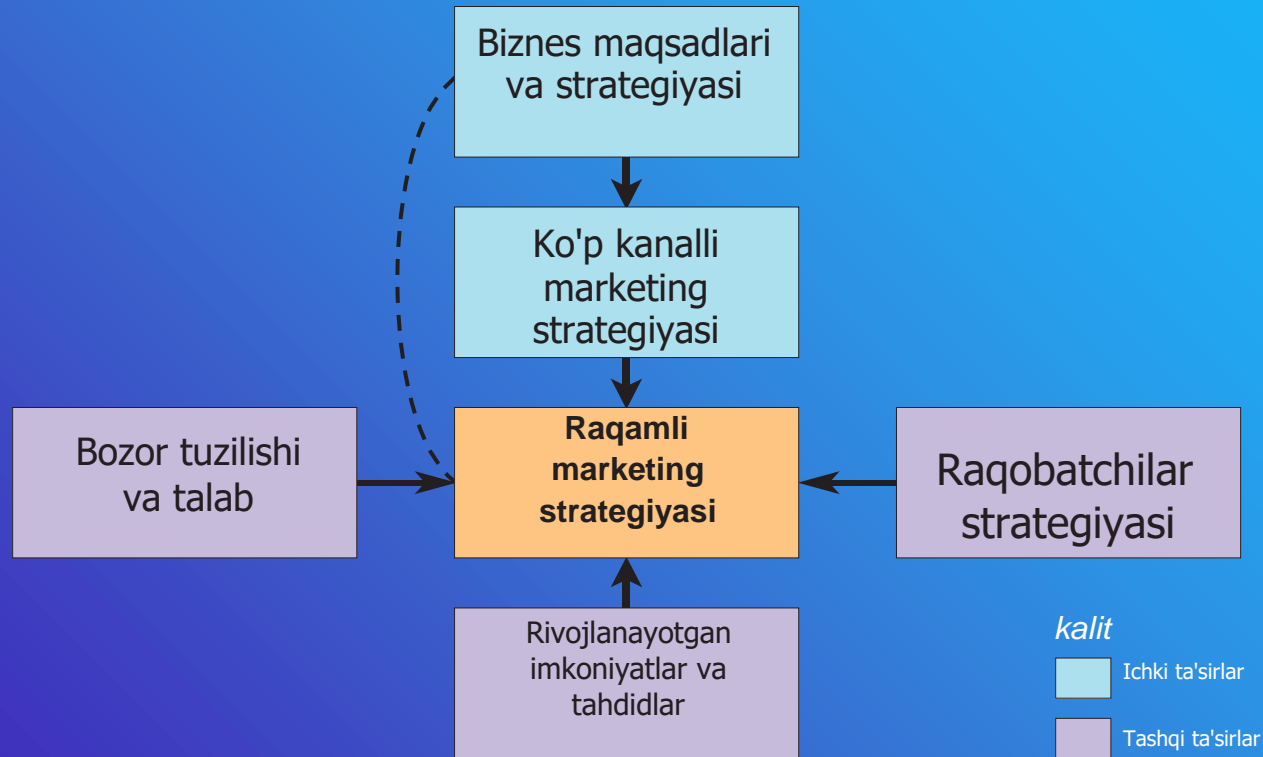 Biznes maqsadlari
va strategiyasi
Ko'p kanalli
marketing
strategiyasi
Bozor tuzilishi
va talab
Raqamli
marketing
strategiyasi
Raqobatchilar
strategiyasi
Rivojlanayotgan
imkoniyatlar va
tahdidlar
kalit
Ichki ta'sirlar
Tashqi ta'sirlar